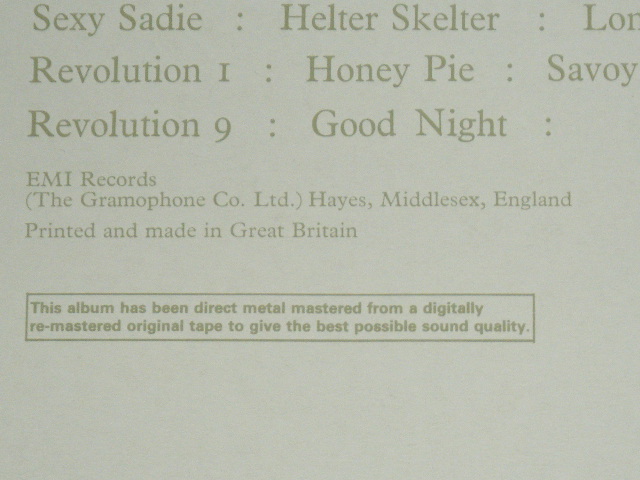 Sexy Sadie : Helter Skelter : Lon
Revolution 1 : Honey Pie : Savoy
Revolution 9 : Good Night :
EMI Records
(The Gramophone Co. Ltd.) Hayes, Middlesex, England
Printed and made in Great Britain
This album has been direct metal mastered from a digitally
re-mastered original tape to give the best possible sound quality.